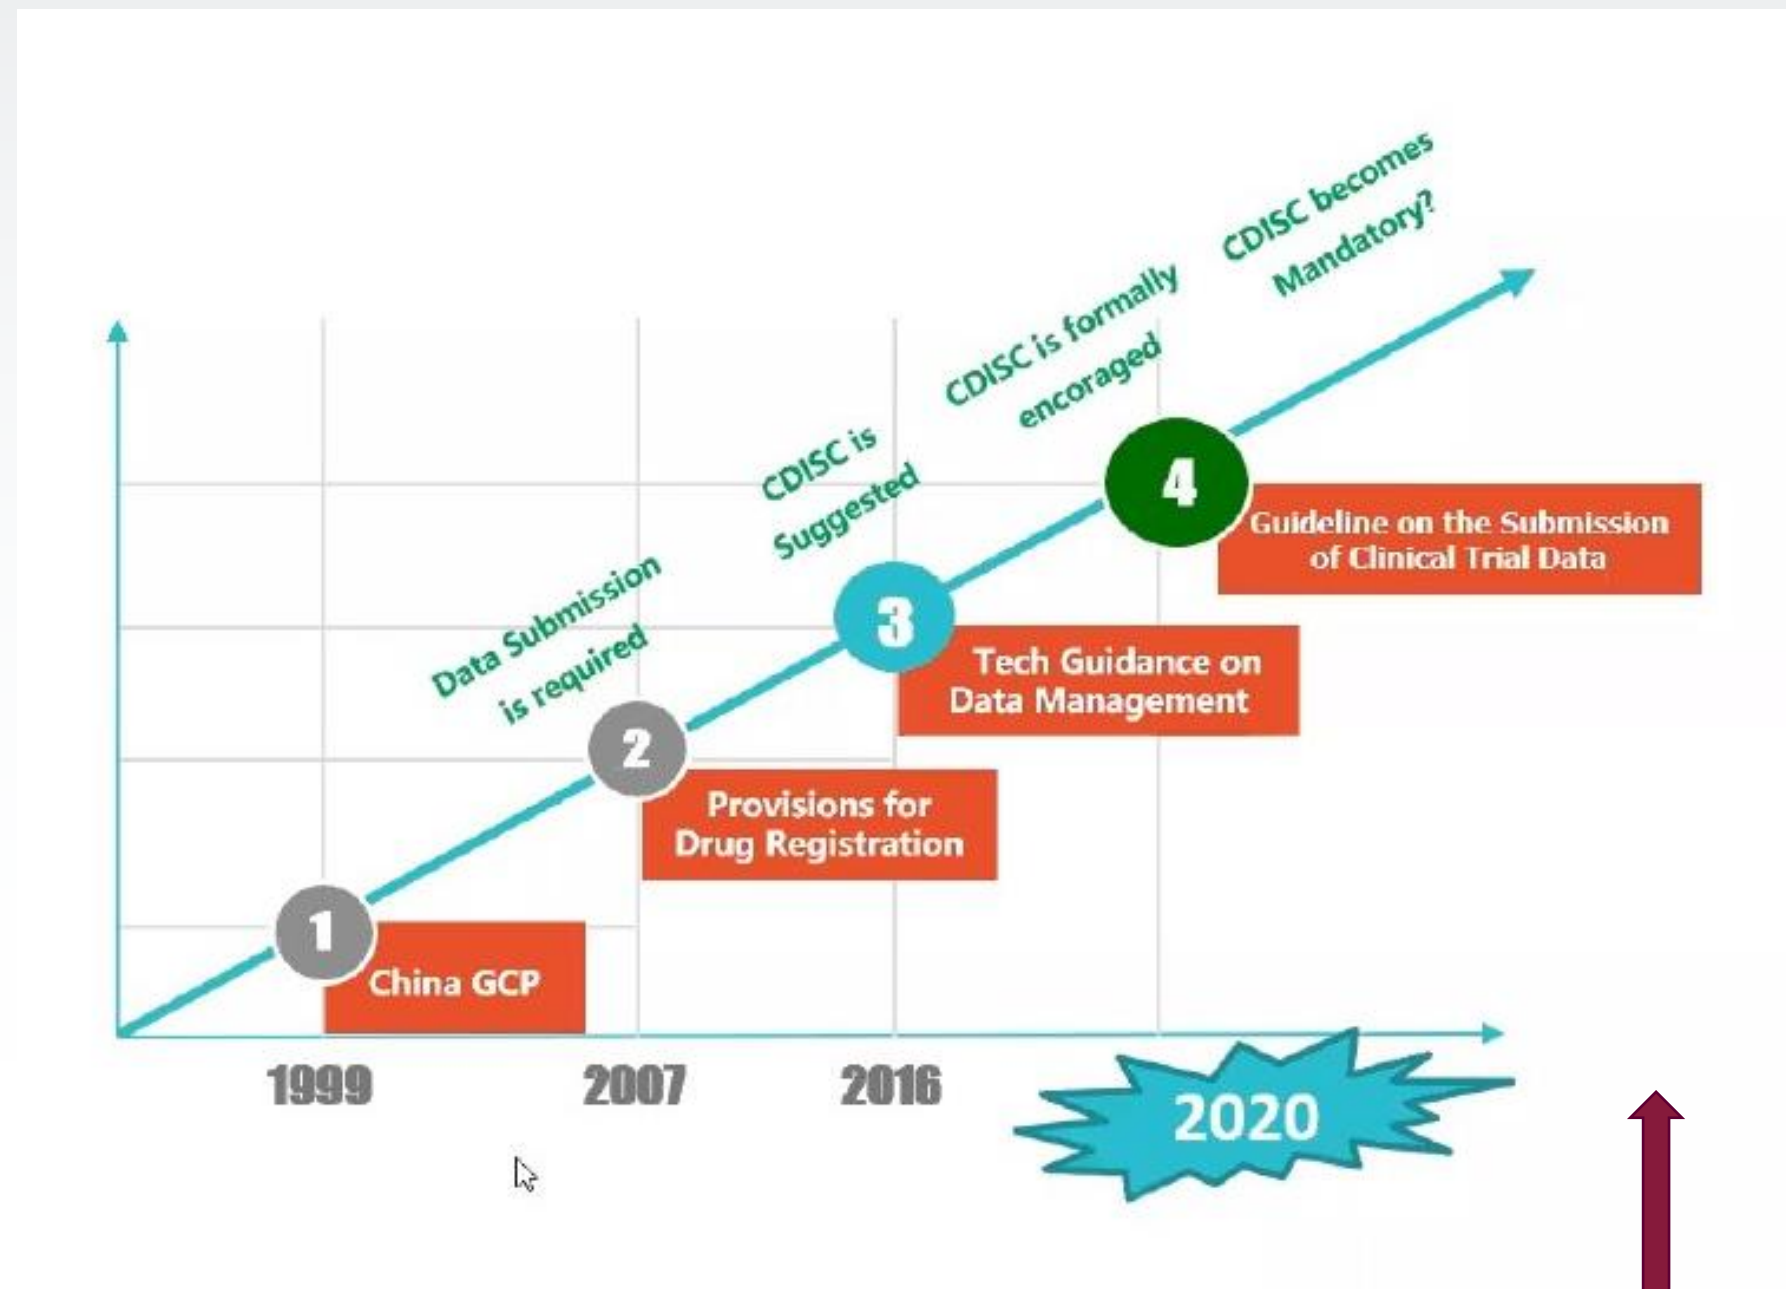 CDISC becomes
Mandatory?
CDISC is formally
encoraged
CDISC is
Suggested
Data Submission
is required
4
Guideline on the Submission
of Clinical Trial Data
3
Tech Guidance on
Data Management
2
Provisions for
Drug Registration
1
China GCP
1999
2007
2016
2020